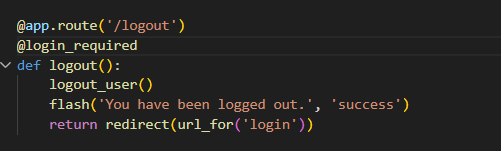 @app.route('/logout')
@login_required
def logout():
    logout_user()
    flash('You have been logged out.', 'success')
    return redirect(url_for('login'))